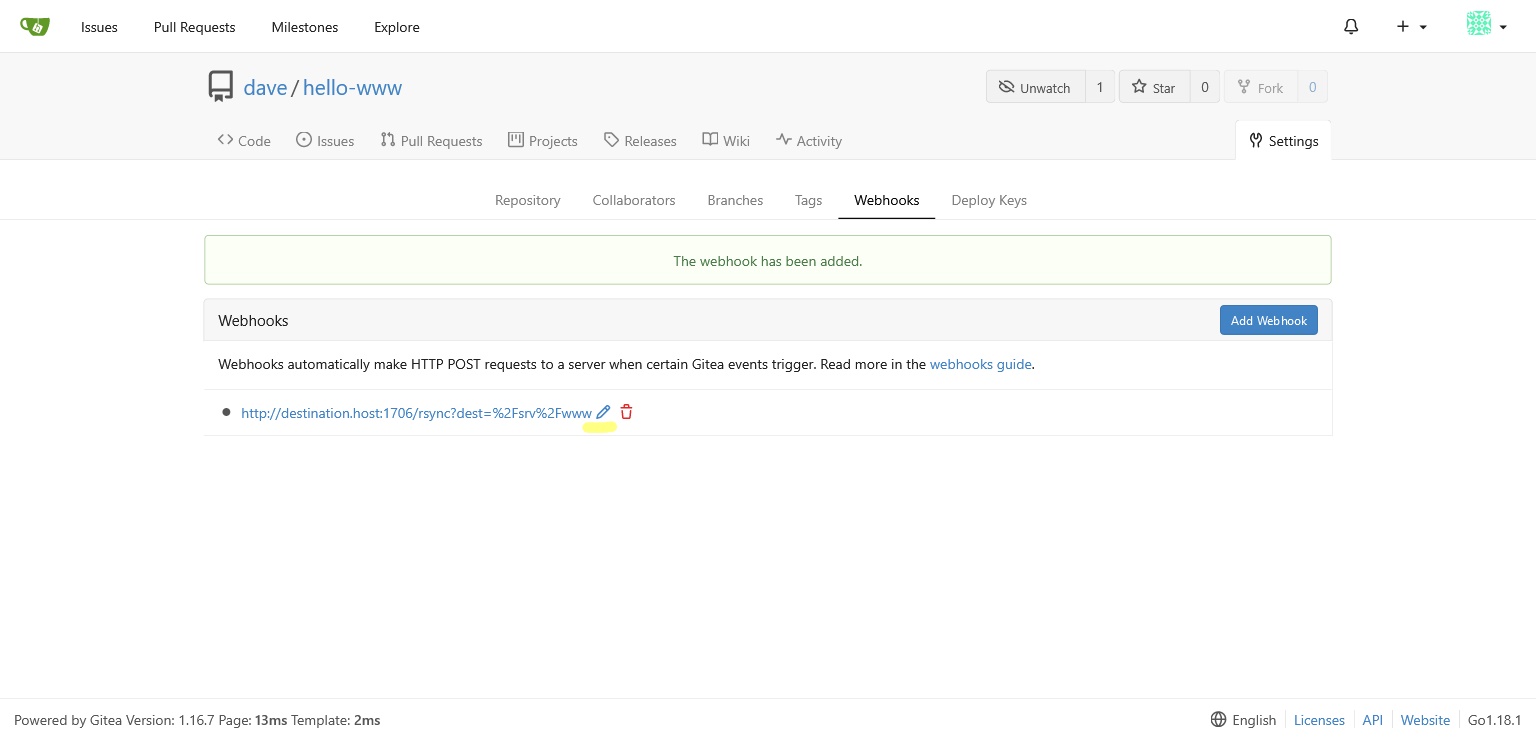 Issues Pull Requests Milestones Explore
dave / hello-www Unwatch 1 Star 0 Fork 0
Code Issues Pull Requests Projects Releases Wiki Activity Settings
Repository Collaborators Branches Tags Webhooks Deploy Keys
The webhook has been added.
Webhooks Add Webhook
Webhooks automatically make HTTP POST requests to a server when certain Gitea events trigger. Read more in the webhooks guide.
http://destination.host:1706/rsync?dest=%2Fsrv%2Fwww
Powered by Gitea Version: 1.16.7 Page: 13ms Template: 2ms English Licenses API Website Go1.18.1